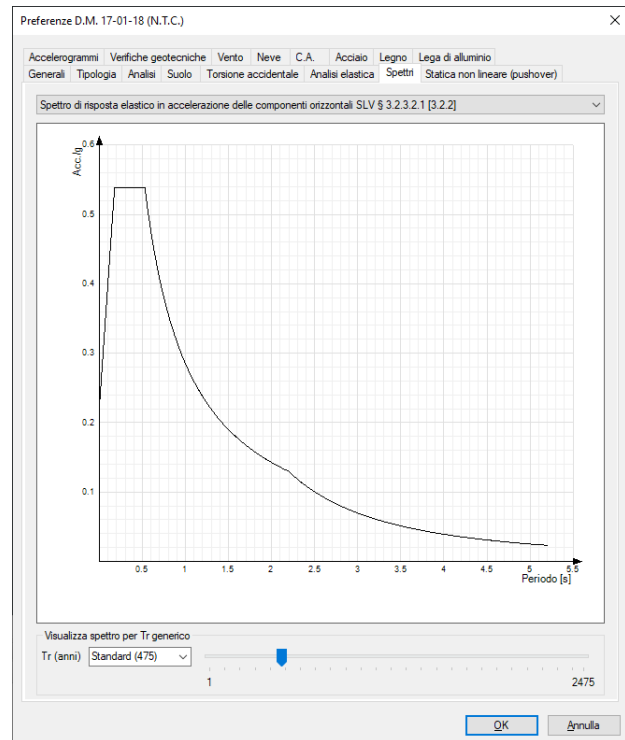 Preferenze D.M. 17-01-18 (N.T.C.)
Accelerogrammi Verifiche geotecniche Vento Neve C.A. Acciaio Legno Lega di alluminio
Generali Tipologia Analisi Suolo Torsione accidentale Analisi elastica Spettri Statica non lineare (pushover)
Spettro di risposta elastico in accelerazione delle componenti orizzontali SLV § 3.2.3.2.1 [3.2.2]
Acc./g
0.6
0.5
0.4
0.3
0.2
0.1
0.5 1 1.5 2 2.5 3 3.5 4 4.5 5 5.5
Periodo [s]
Visualizza spettro per Tr generico
Tr (anni) Standard (475)
1 2475
OK Annulla